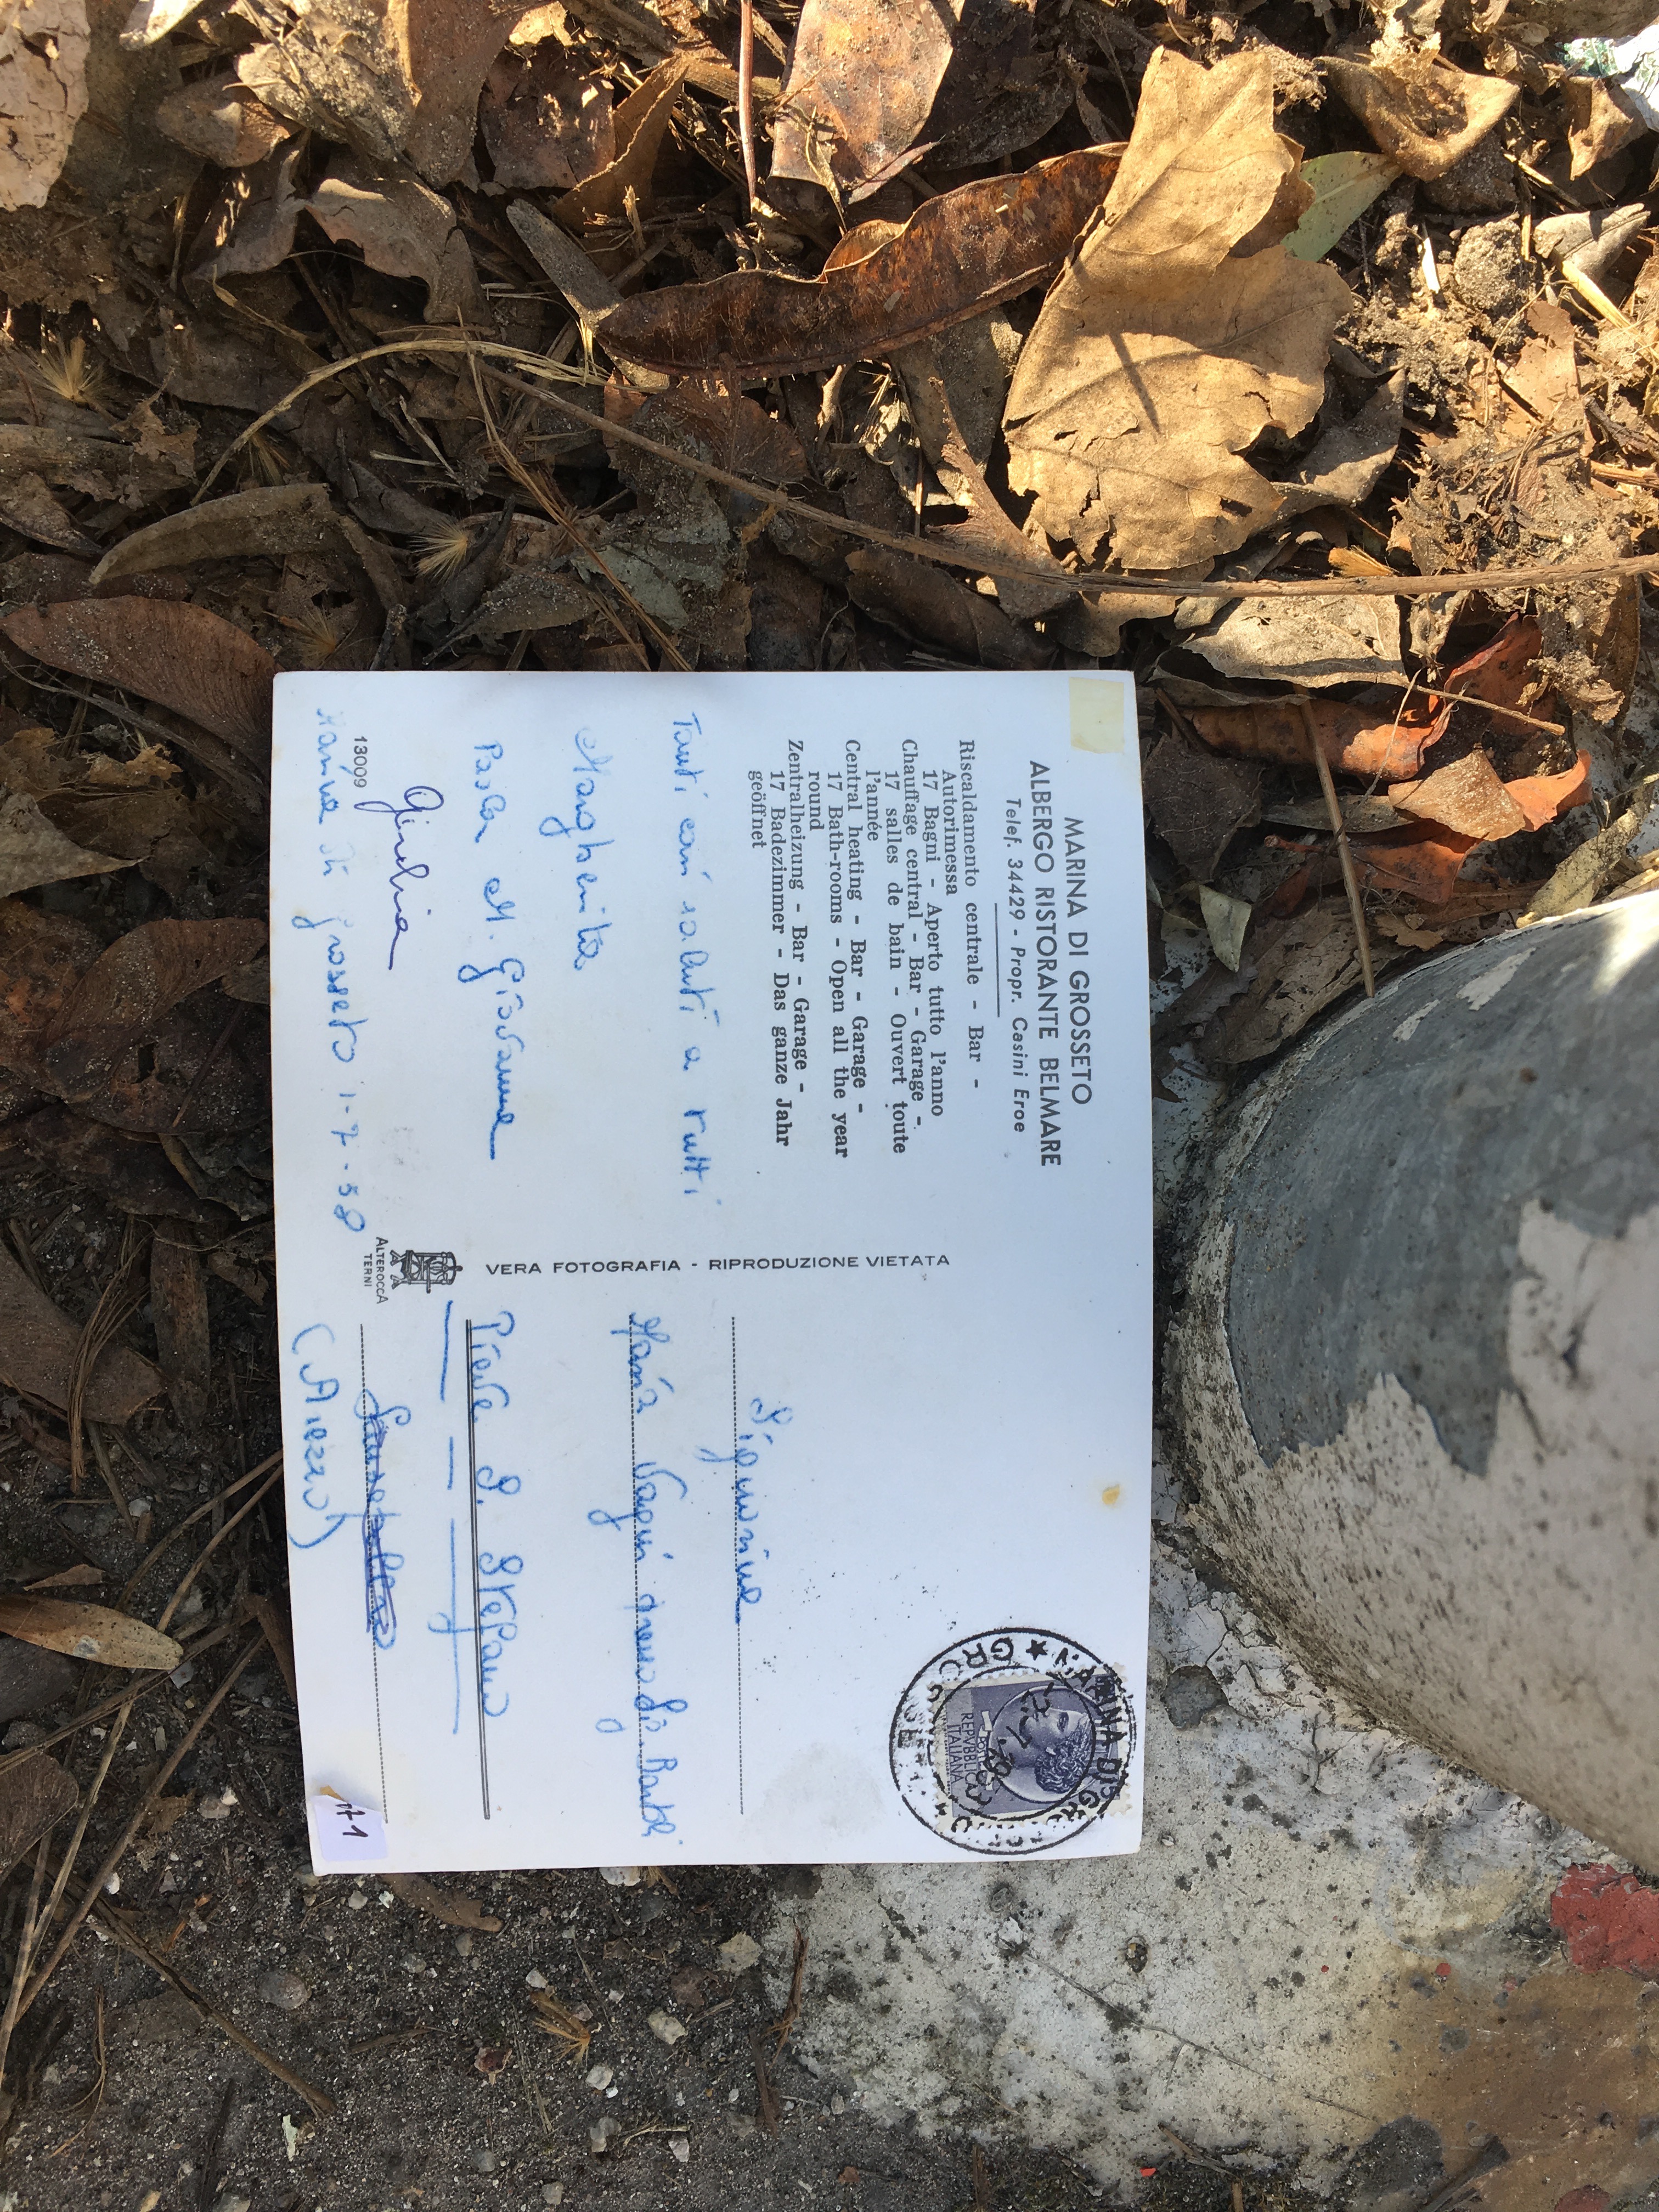 MARINA DI GROSSETO
ALBERGO RISTORANTE BELMARE
Telef. 34429 - Propr. Casini Eroe
Riscaldamento centrale - Bar -
Autorimessa
17 Bagni - Aperto tutto l'anno
Chauffage central - Bar - Garage -
17 salles de bain - Ouvert toute
l'année
Central heating - Bar - Garage -
17 Bath-rooms - Open all the year
round
Zentralheizung - Bar - Garage -
17 Badezimmer - Das ganze Jahr
geöffnet
Tanti cari saluti a tutti
Margherita
Paola M. Giovanna
Giulia
13009
Marina di Grosseto 1-7-58
VERA FOTOGRAFIA - RIPRODUZIONE VIETATA
ALTEROCCA
TERNI
Signorine
Maria Vagni presso Sig. Bartoli
Pieve S. Stefano
(Arezzo)
MARINA DI GROSSETO
REPVBBLICA
ITALIANA